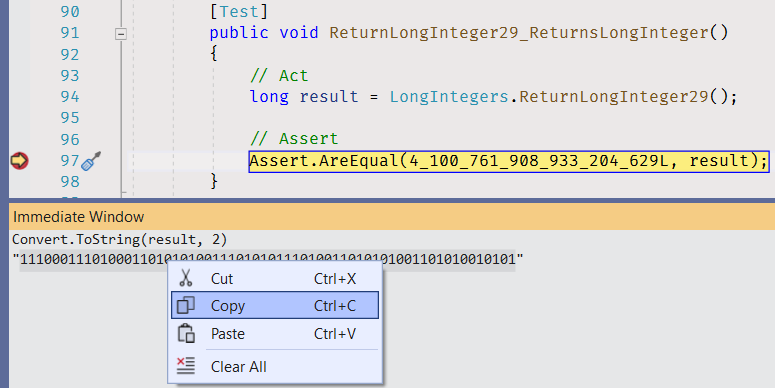 90 [Test]
91 public void ReturnLongInteger29_ReturnsLongInteger()
92 {
93 // Act
94 long result = LongIntegers.ReturnLongInteger29();
95
96 // Assert
97 Assert.AreEqual(4_100_761_908_933_204_629L, result);
98 }
Immediate Window
Convert.ToString(result, 2)
"11100011101000110101010011101010111010011010101001101010010101"
Cut Ctrl+X
Copy Ctrl+C
Paste Ctrl+V
Clear All